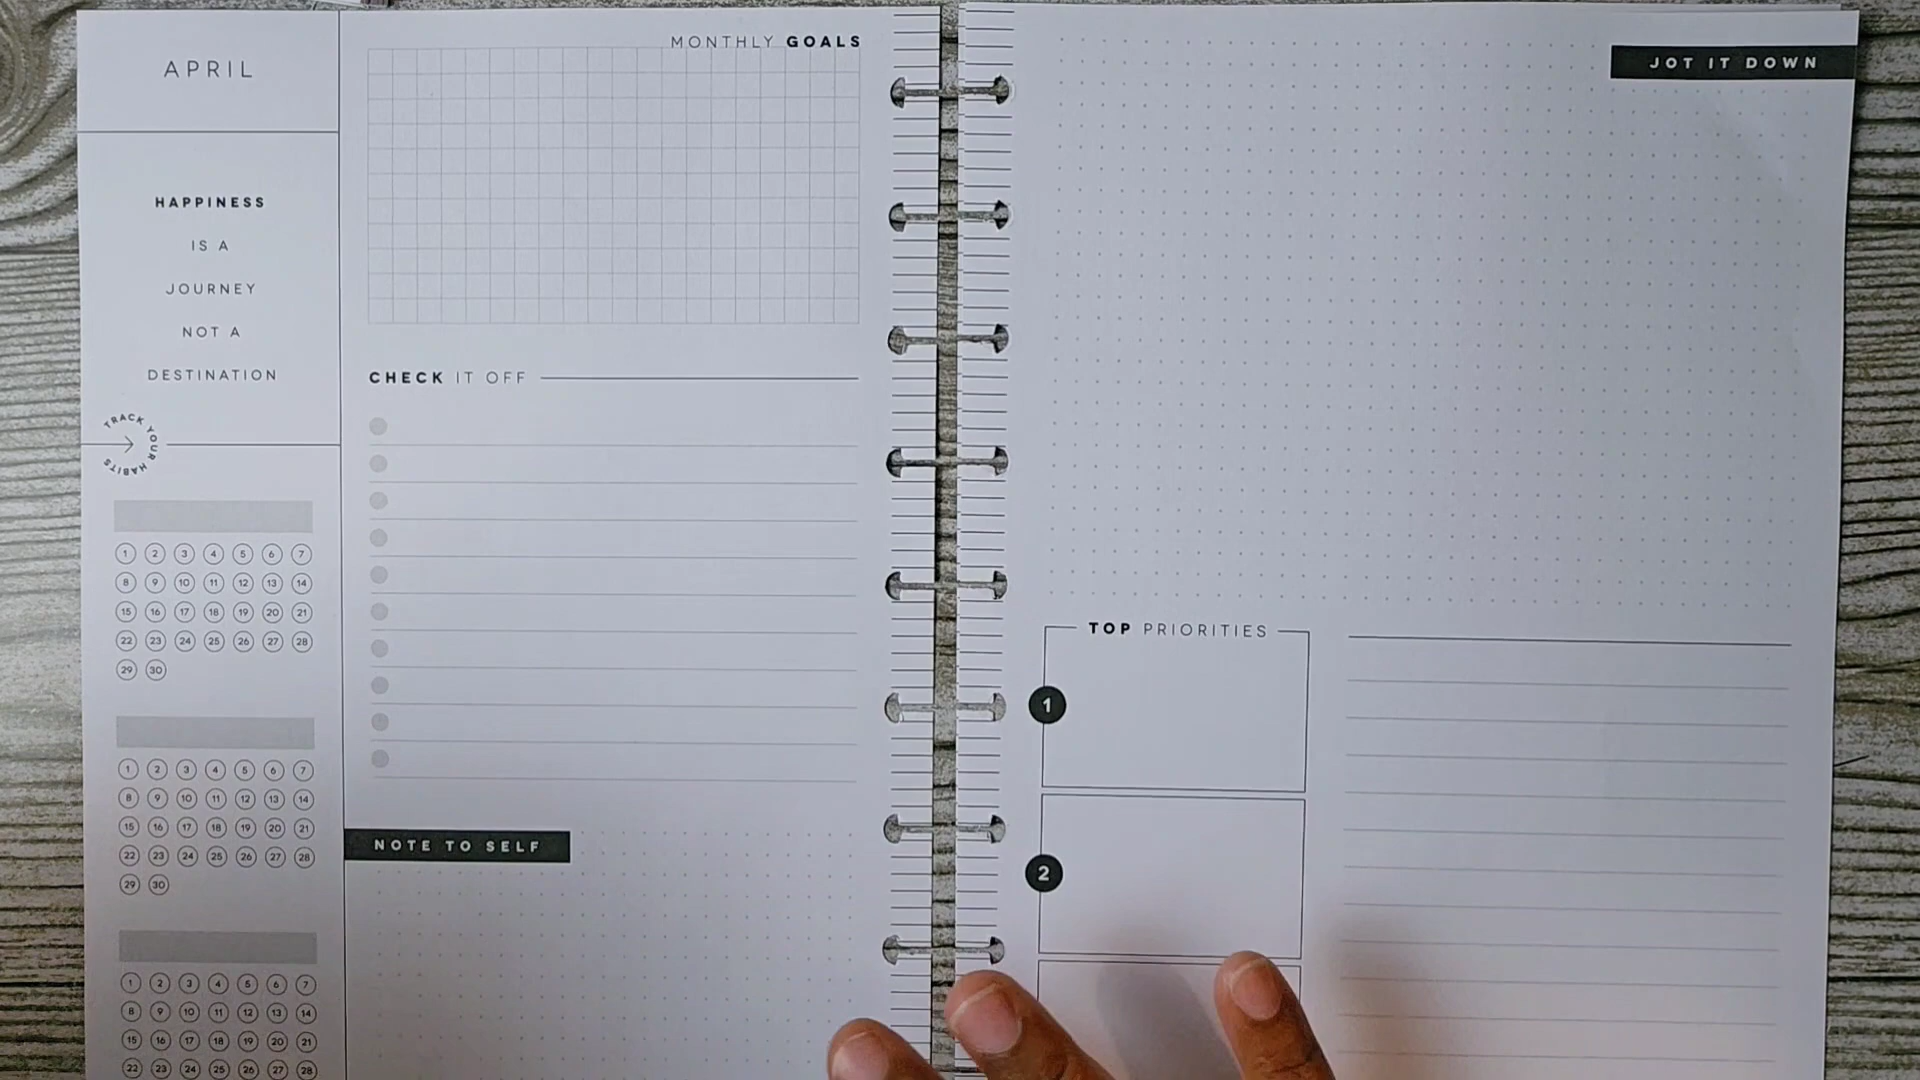 APRIL
HAPPINESS
IS A
JOURNEY
NOT A
DESTINATION
TRACK YOUR HABITS
1 2 3 4 5 6 7
8 9 10 11 12 13 14
15 16 17 18 19 20 21
22 23 24 25 26 27 28
29 30
1 2 3 4 5 6 7
8 9 10 11 12 13 14
15 16 17 18 19 20 21
22 23 24 25 26 27 28
29 30
1 2 3 4 5 6 7
8 9 10 11 12 13 14
15 16 17 18 19 20 21
22 23 24 25 26 27 28
MONTHLY GOALS
CHECK IT OFF
NOTE TO SELF
JOT IT DOWN
TOP PRIORITIES
1
2